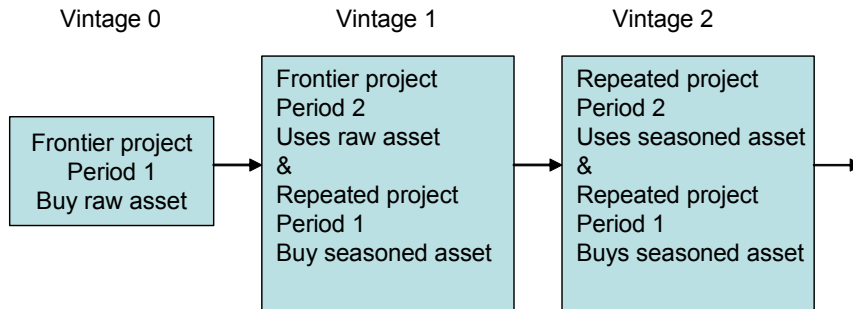 Vintage 0
Vintage 1
Vintage 2
Frontier project
Period 1
Buy raw asset
Frontier project
Period 2
Uses raw asset
&
Repeated project
Period 1
Buy seasoned asset
Repeated project
Period 2
Uses seasoned asset
&
Repeated project
Period 1
Buys seasoned asset